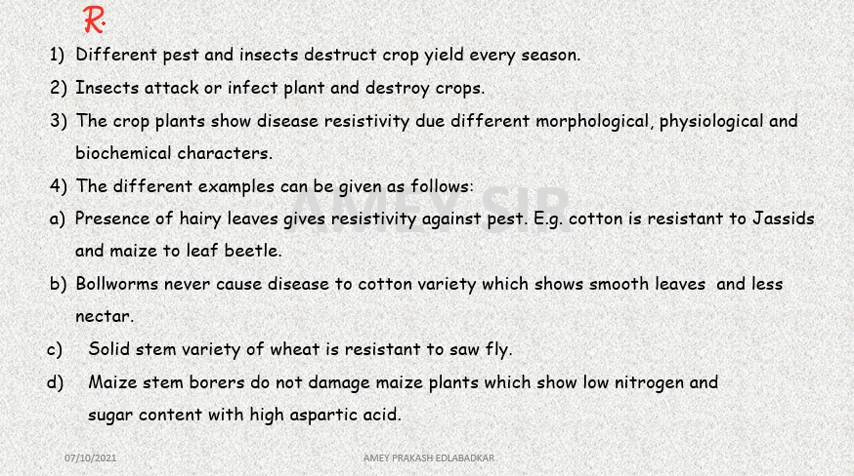 R.
1) Different pest and insects destruct crop yield every season.
2) Insects attack or infect plant and destroy crops.
3) The crop plants show disease resistivity due different morphological, physiological and
biochemical characters.
4) The different examples can be given as follows:
AMEY SIR
a) Presence of hairy leaves gives resistivity against pest. E.g. cotton is resistant to Jassids
and maize to leaf beetle.
b) Bollworms never cause disease to cotton variety which shows smooth leaves and less
nectar.
c) Solid stem variety of wheat is resistant to saw fly.
d) Maize stem borers do not damage maize plants which show low nitrogen and
sugar content with high aspartic acid.
07/10/2021 AMEY PRAKASH EDLABADKAR